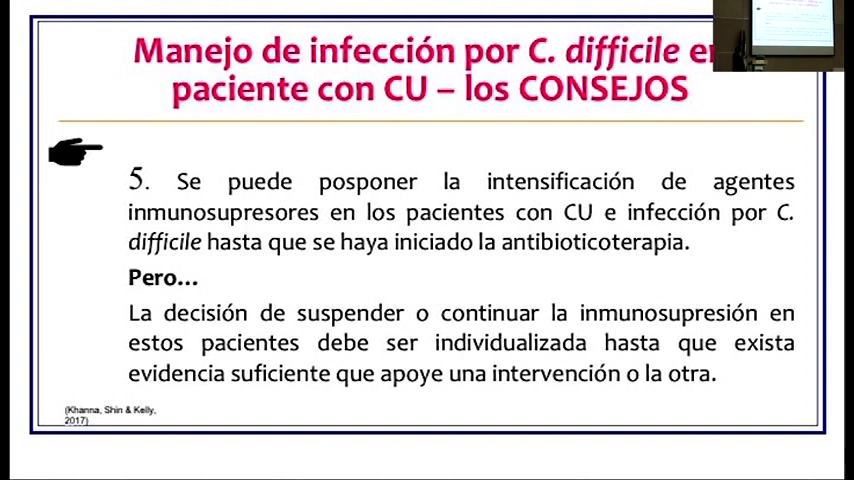 Manejo de infección por C. difficile en
paciente con CU – los CONSEJOS
5. Se puede posponer la intensificación de agentes
inmunosupresores en los pacientes con CU e infección por C.
difficile hasta que se haya iniciado la antibioticoterapia.
Pero...
La decisión de suspender o continuar la inmunosupresión en
estos pacientes debe ser individualizada hasta que exista
evidencia suficiente que apoye una intervención o la otra.
(Khanna, Shin & Kelly,
2017)